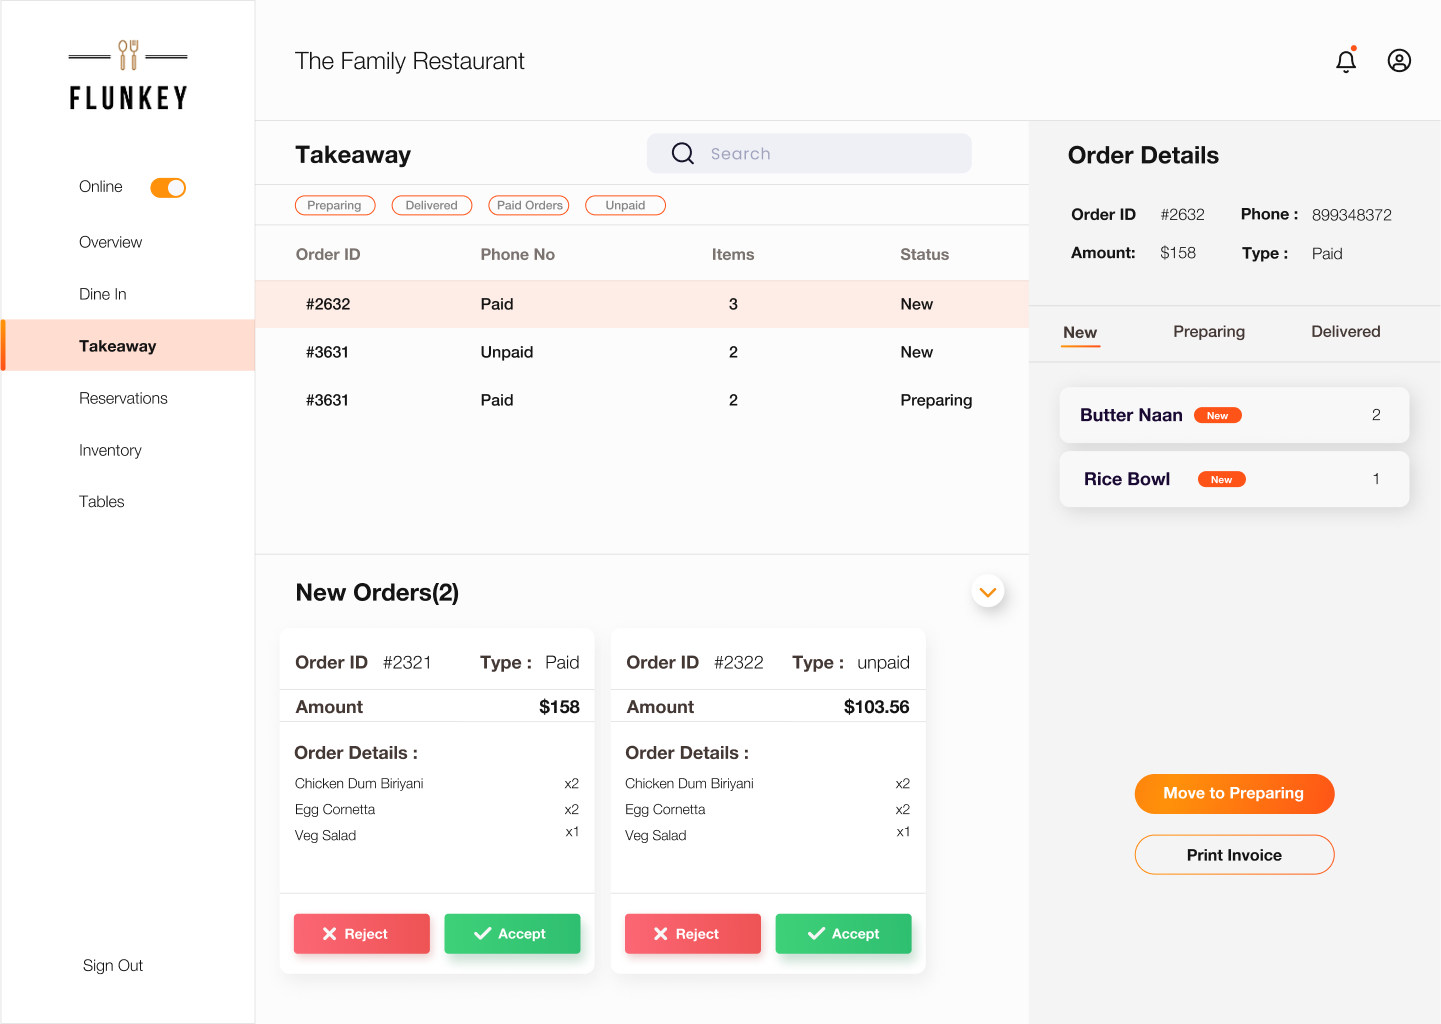 FLUNKEY
Online
Overview
Dine In
Takeaway
Reservations
Inventory
Tables
Sign Out
The Family Restaurant
Takeaway
Search
Preparing Delivered Paid Orders Unpaid
Order ID Phone No Items Status
#2632 Paid 3 New
#3631 Unpaid 2 New
#3631 Paid 2 Preparing
New Orders(2)
Order ID #2321 Type : Paid
Amount $158
Order Details :
Chicken Dum Biriyani x2
Egg Cornetta x2
Veg Salad x1
Reject Accept
Order ID #2322 Type : unpaid
Amount $103.56
Order Details :
Chicken Dum Biriyani x2
Egg Cornetta x2
Veg Salad x1
Reject Accept
Order Details
Order ID #2632 Phone : 899348372
Amount: $158 Type : Paid
New Preparing Delivered
Butter Naan New 2
Rice Bowl New 1
Move to Preparing
Print Invoice